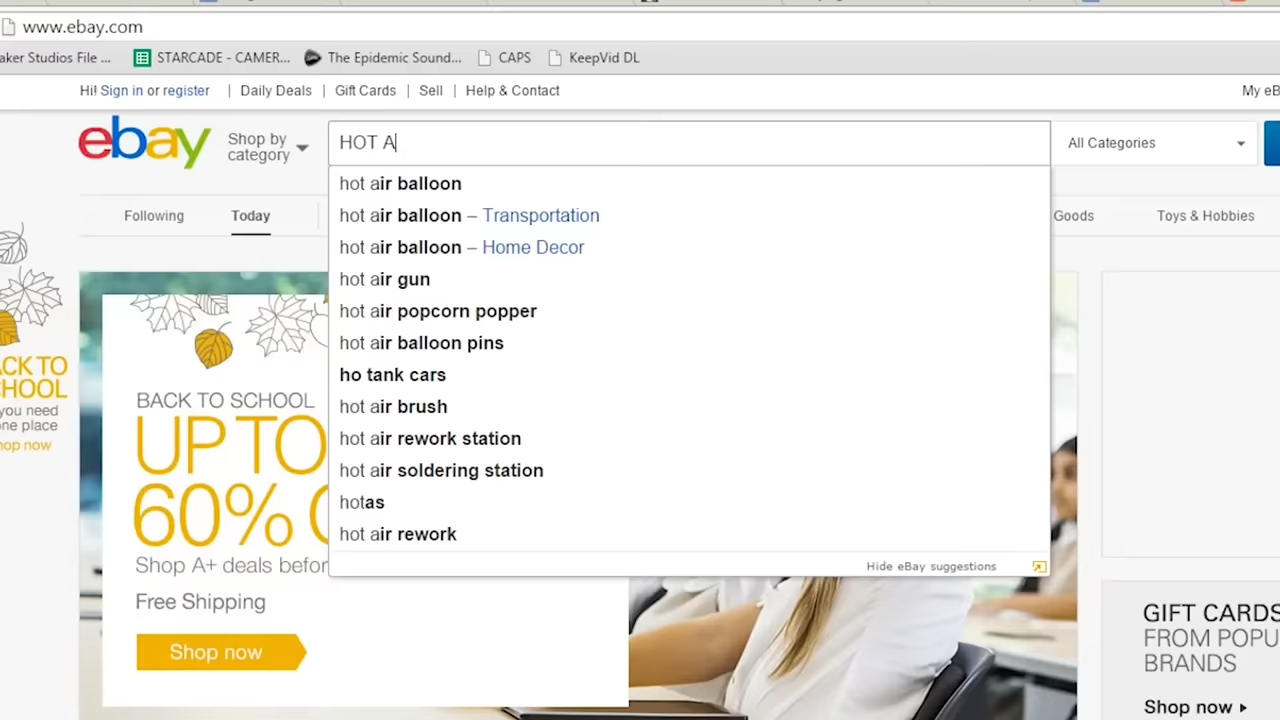 www.ebay.com
aker Studios File ... STARCADE - CAMER... The Epidemic Sound... CAPS KeepVid DL
Hi! Sign in or register | Daily Deals | Gift Cards | Sell | Help & Contact My eB
ebay Shop by category HOT A All Categories
hot air balloon
hot air balloon – Transportation
hot air balloon – Home Decor
hot air gun
hot air popcorn popper
hot air balloon pins
ho tank cars
hot air brush
hot air rework station
hot air soldering station
hotas
hot air rework
Hide eBay suggestions
Following Today Goods Toys & Hobbies
CK TO
HOOL
you need
one place
hop now
BACK TO SCHOOL
UP TO
60%
Shop A+ deals befor
Free Shipping
Shop now
GIFT CARDS
FROM POPU
BRANDS
Shop now